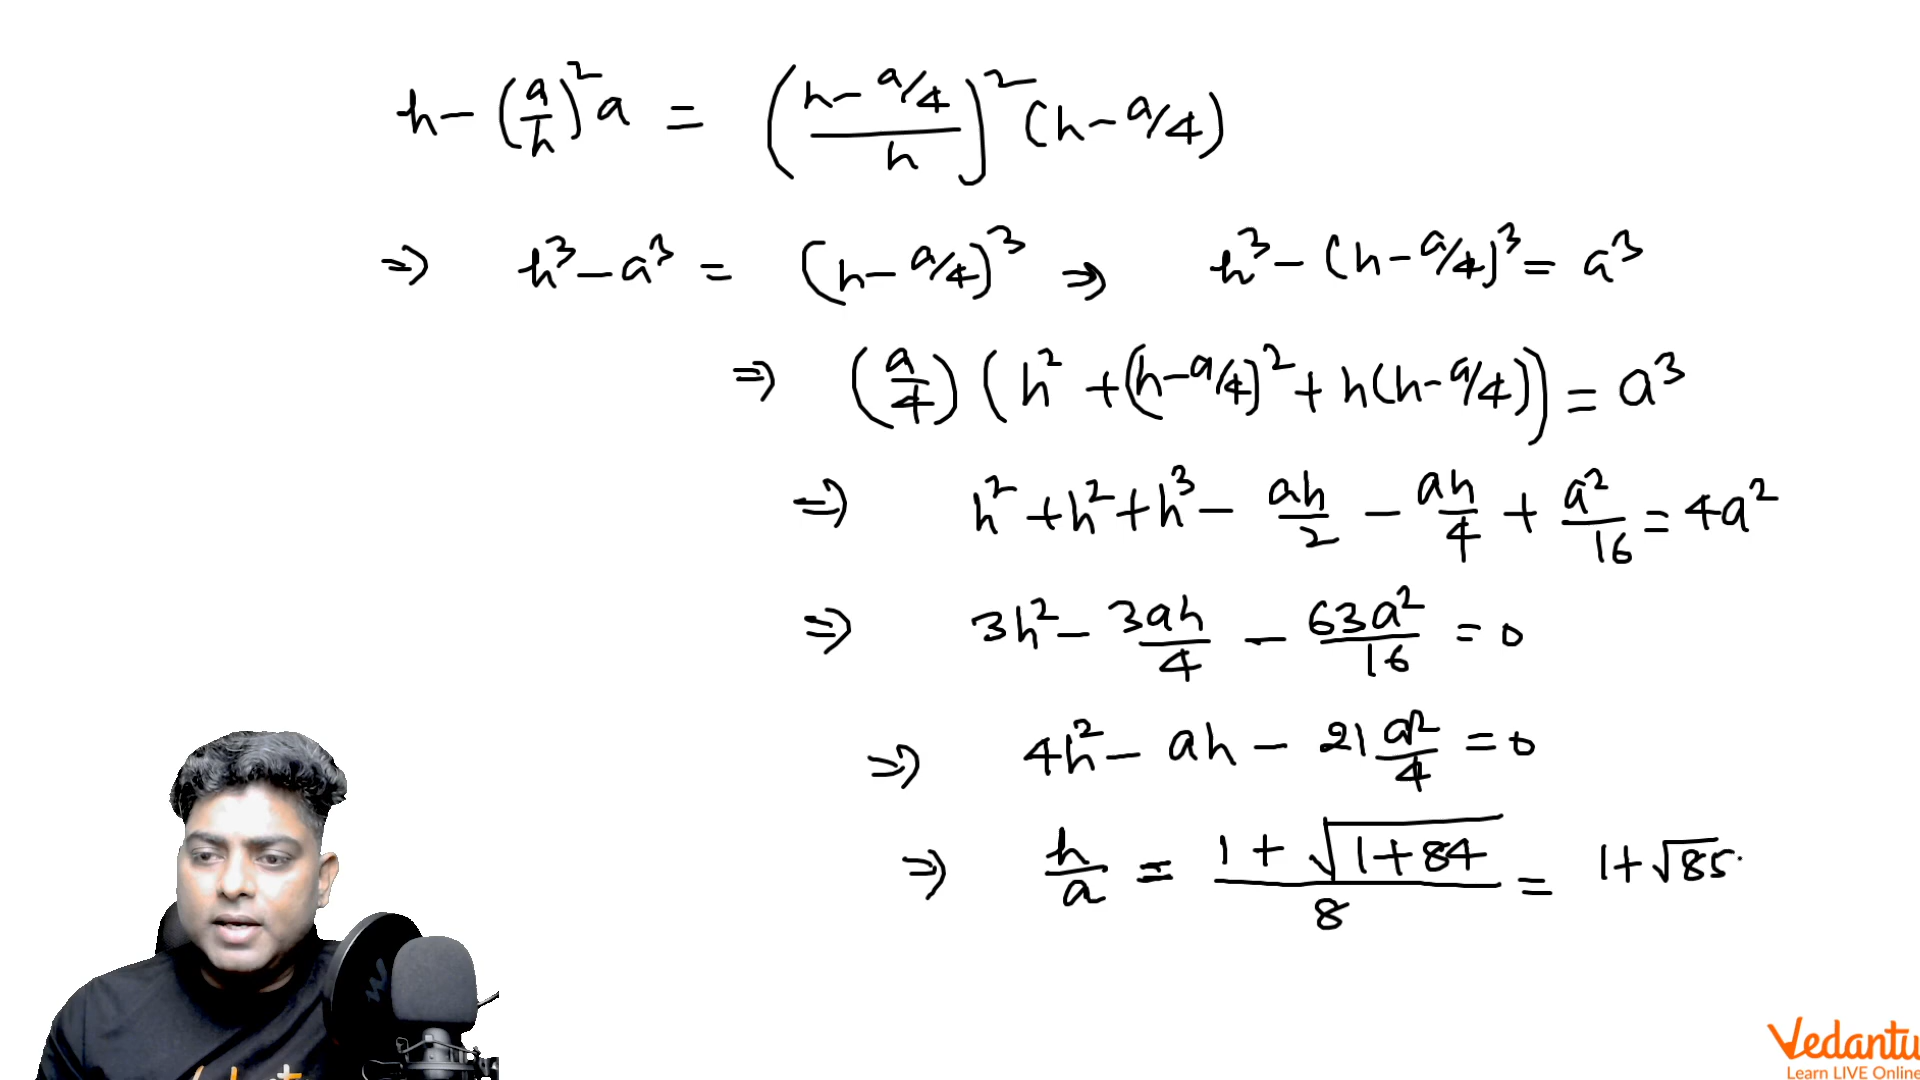 h - (a/h)² a = ((h - a/4)/h)² (h - a/4)
⇒ h³ - a³ = (h - a/4)³ ⇒ h³ - (h - a/4)³ = a³
⇒ (a/4) (h² + (h - a/4)² + h(h - a/4)) = a³
⇒ h² + h² + h³ - ah/2 - ah/4 + a²/16 = 4a²
⇒ 3h² - 3ah/4 - 63a²/16 = 0
⇒ 4h² - ah - 21 a²/4 = 0
⇒ h/a = (1 + √(1+84))/8 = 1 + √85
Vedantu
Learn LIVE Online